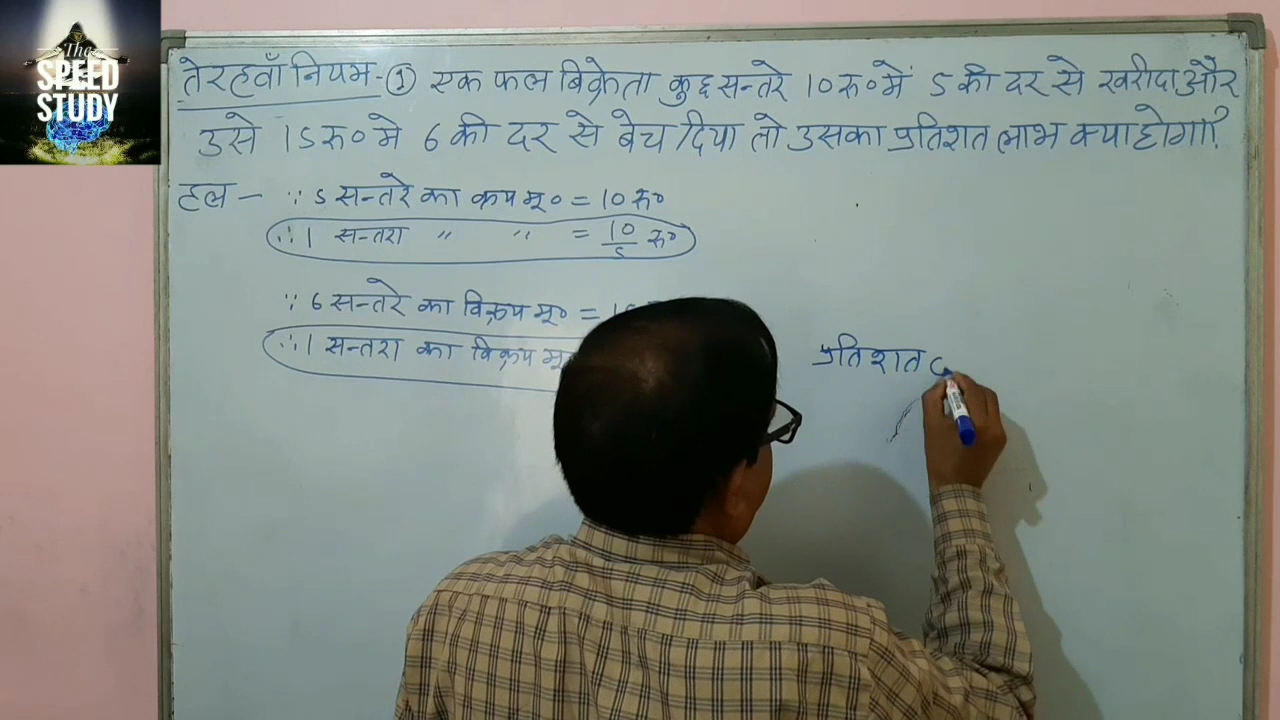 The
SPEED
STUDY
तेरहवाँ नियम- ① एक फल विक्रेता कुछ सन्तरे 10 रु० में 5 की दर से खरीदा और
उसे 15 रु० मे 6 की दर से बेच दिया तो उसका प्रतिशत लाभ क्या होगा?
हल — ∵ 5 सन्तरे का क्रय मू० = 10 रु०
∴ 1 सन्तरा " " = 10/5 रु०
∵ 6 सन्तरे का विक्रय मू० =
∴ 1 सन्तरा का विक्रय मू०
प्रतिशत